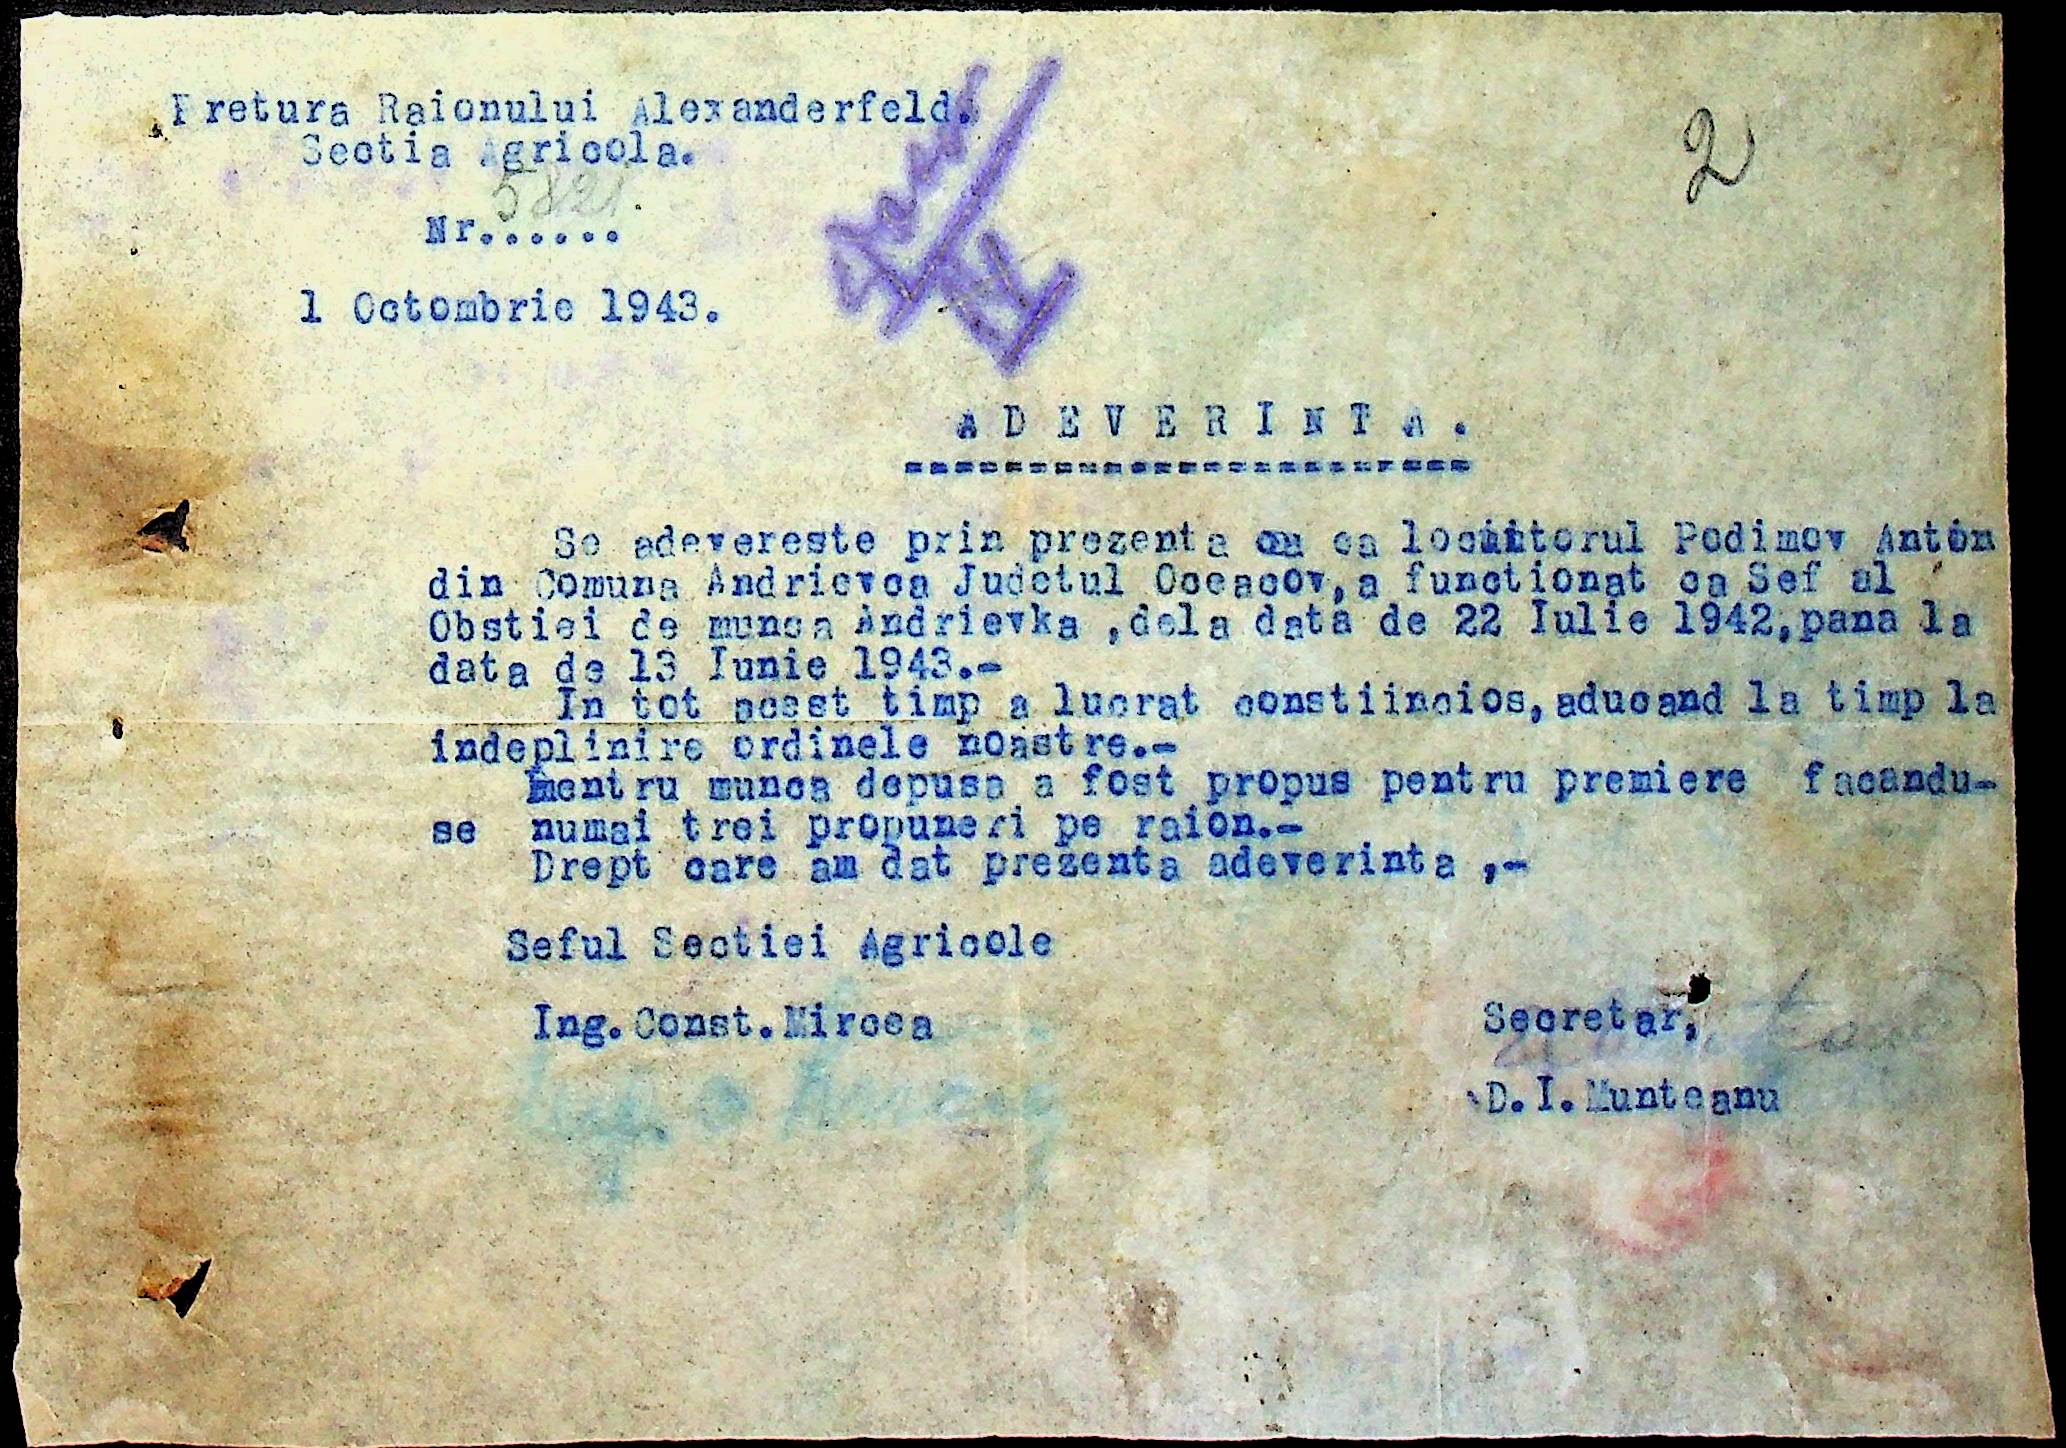 Pretura Raionului Alexanderfeld.
Sectia Agricola.
5821
Nr......
2
1 Octombrie 1943.
A D E V E R I N T A .
Se adevereste prin prezenta ca locuitorul Podimov Anton
din Comuna Andrievca Judetul Oceacov,a functionat ca Sef al
Obstiei de munca Andrievka ,dela data de 22 Iulie 1942,pana la
data de 13 Iunie 1943.-
In tot acest timp a lucrat constiincios,aducand la timp la
indeplinire ordinele noastre.-
Pentru munca depusa a fost propus pentru premiere facandu-
se numai trei propuneri pe raion.-
Drept care am dat prezenta adeverinta ,-
Seful Sectiei Agricole
Ing.Const.Mircea
Secretar,
D.I.Munteanu